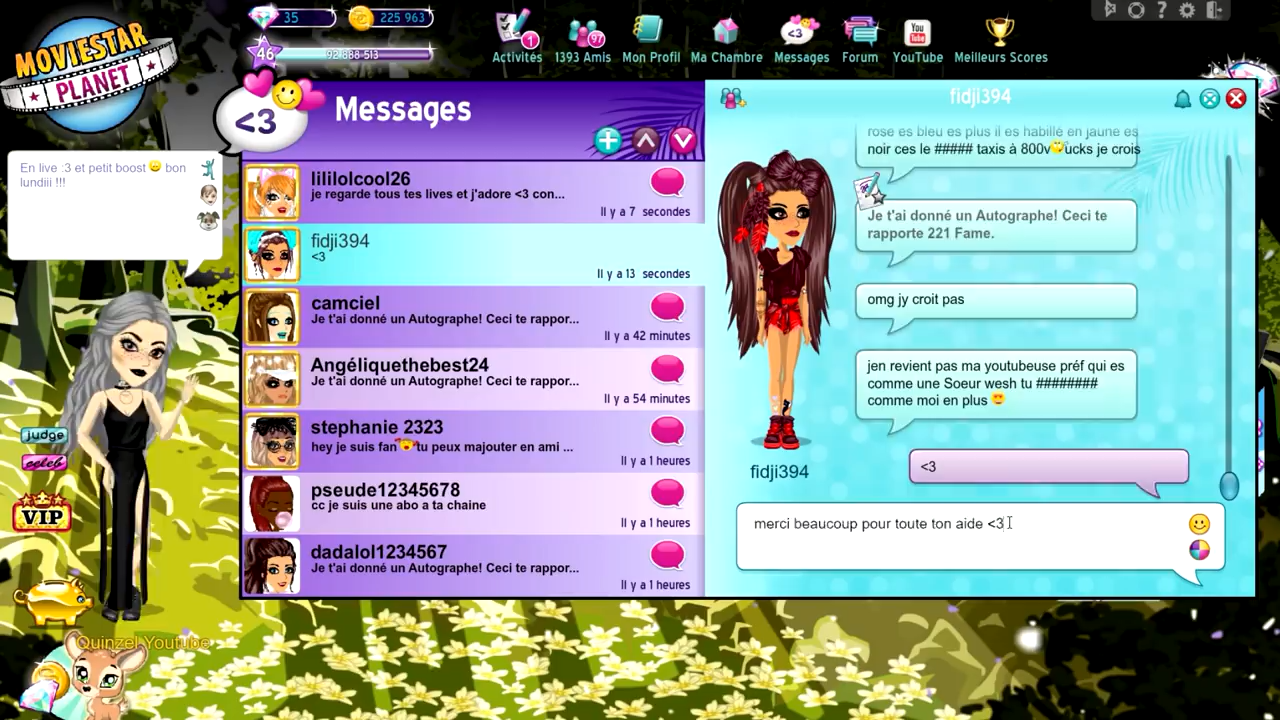 MOVIESTAR
PLANET
35
225 963
46
92 888 513
1
97
Activités
1393 Amis
Mon Profil
Ma Chambre
<3
Messages
Forum
You
Tube
YouTube
Meilleurs Scores
En live :3 et petit boost bon
lundiii !!!
judge
celeb
VIP
Quinzel Youtube
<3
Messages
lililolcool26
je regarde tous tes lives et j'adore <3 con...
Il y a 7 secondes
fidji394
<3
Il y a 13 secondes
camciel
Je t'ai donné un Autographe! Ceci te rappor...
Il y a 42 minutes
Angéliquethebest24
Je t'ai donné un Autographe! Ceci te rappor...
Il y a 54 minutes
stephanie 2323
hey je suis fan tu peux majouter en ami ...
Il y a 1 heures
pseude12345678
cc je suis une abo a ta chaine
Il y a 1 heures
dadalol1234567
Je t'ai donné un Autographe! Ceci te rappor...
Il y a 1 heures
fidji394
fidji394
rose es bleu es plus il es habillé en jaune es
noir ces le ##### taxis à 800v ucks je crois
Je t'ai donné un Autographe! Ceci te
rapporte 221 Fame.
omg jy croit pas
jen revient pas ma youtubeuse préf qui es
comme une Soeur wesh tu ########
comme moi en plus
<3
merci beaucoup pour toute ton aide <3